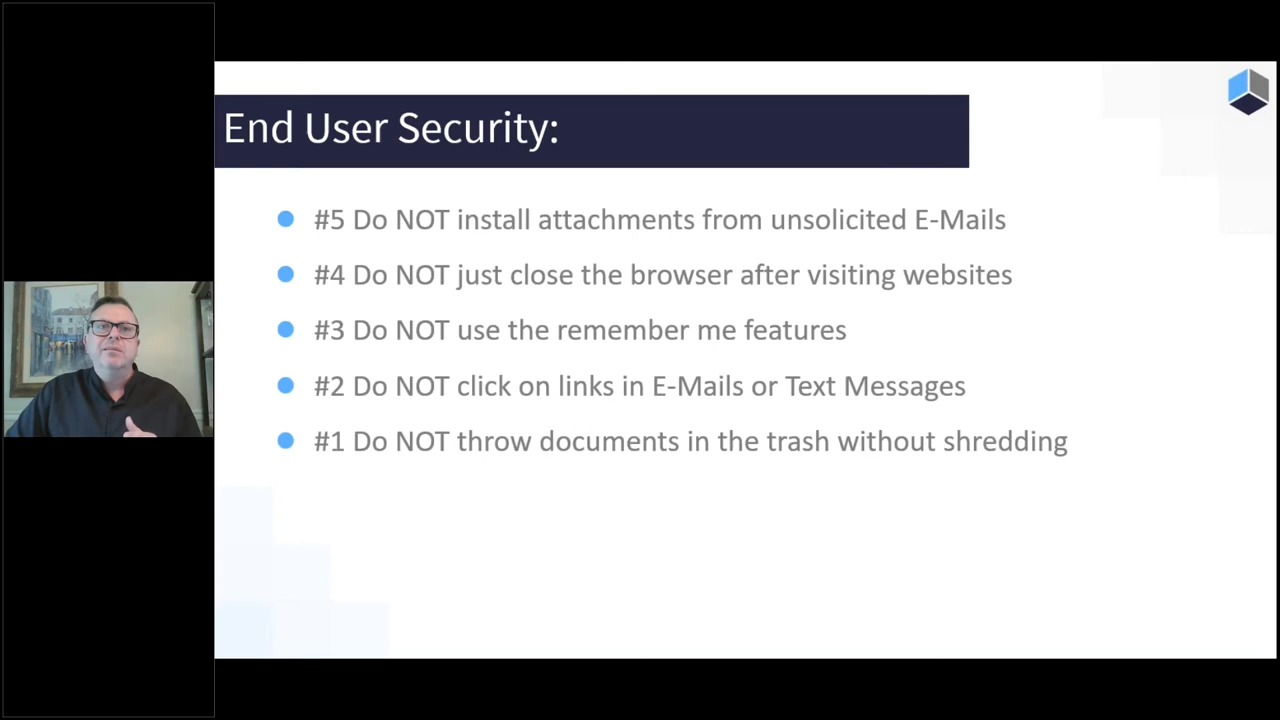 End User Security:
#5 Do NOT install attachments from unsolicited E-Mails
#4 Do NOT just close the browser after visiting websites
#3 Do NOT use the remember me features
#2 Do NOT click on links in E-Mails or Text Messages
#1 Do NOT throw documents in the trash without shredding